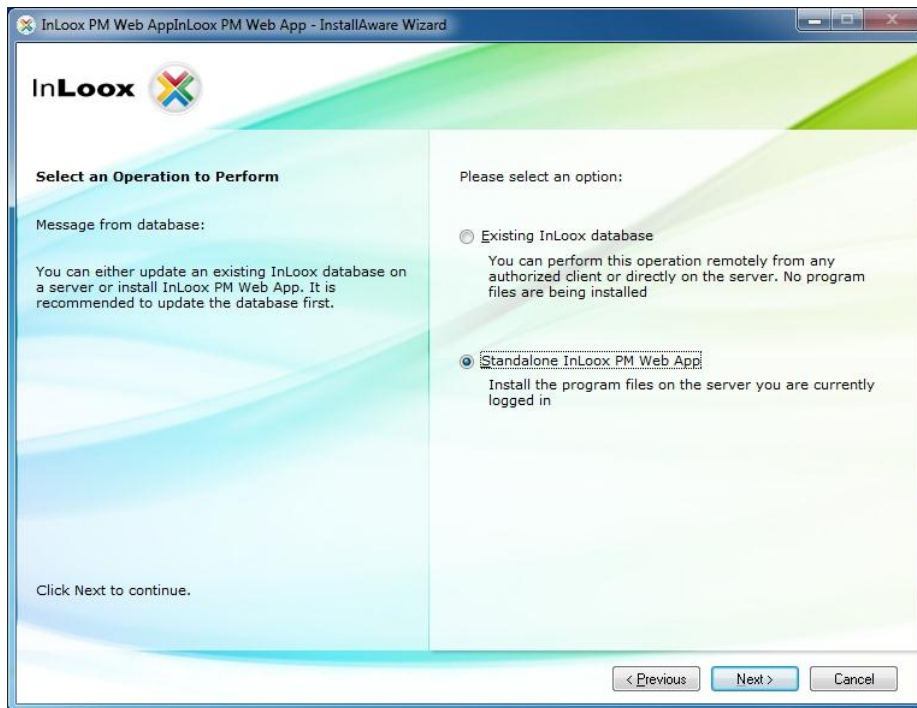 InLoox PM Web AppInLoox PM Web App - InstallAware Wizard
InLoox
Select an Operation to Perform
Message from database:
You can either update an existing InLoox database on
a server or install InLoox PM Web App. It is
recommended to update the database first.
Click Next to continue.
Please select an option:
Existing InLoox database
You can perform this operation remotely from any
authorized client or directly on the server. No program
files are being installed
Standalone InLoox PM Web App
Install the program files on the server you are currently
logged in
< Previous
Next >
Cancel